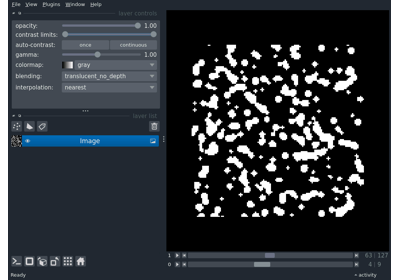 File View Plugins Window Help
layer controls
opacity: 1.00
contrast limits:
auto-contrast: once continuous
gamma: 1.00
colormap: gray
blending: translucent_no_depth
interpolation: nearest
layer list
Image
1 63 127
0 4 9
Ready activity